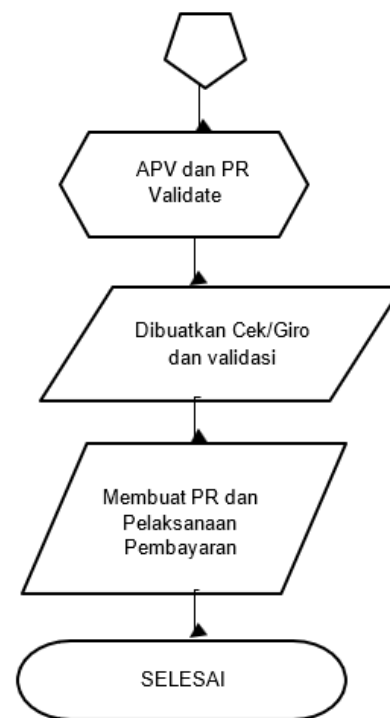 APV dan PR
Validate
Dibuatkan Cek/Giro
dan validasi
Membuat PR dan
Pelaksanaan
Pembayaran
SELESAI